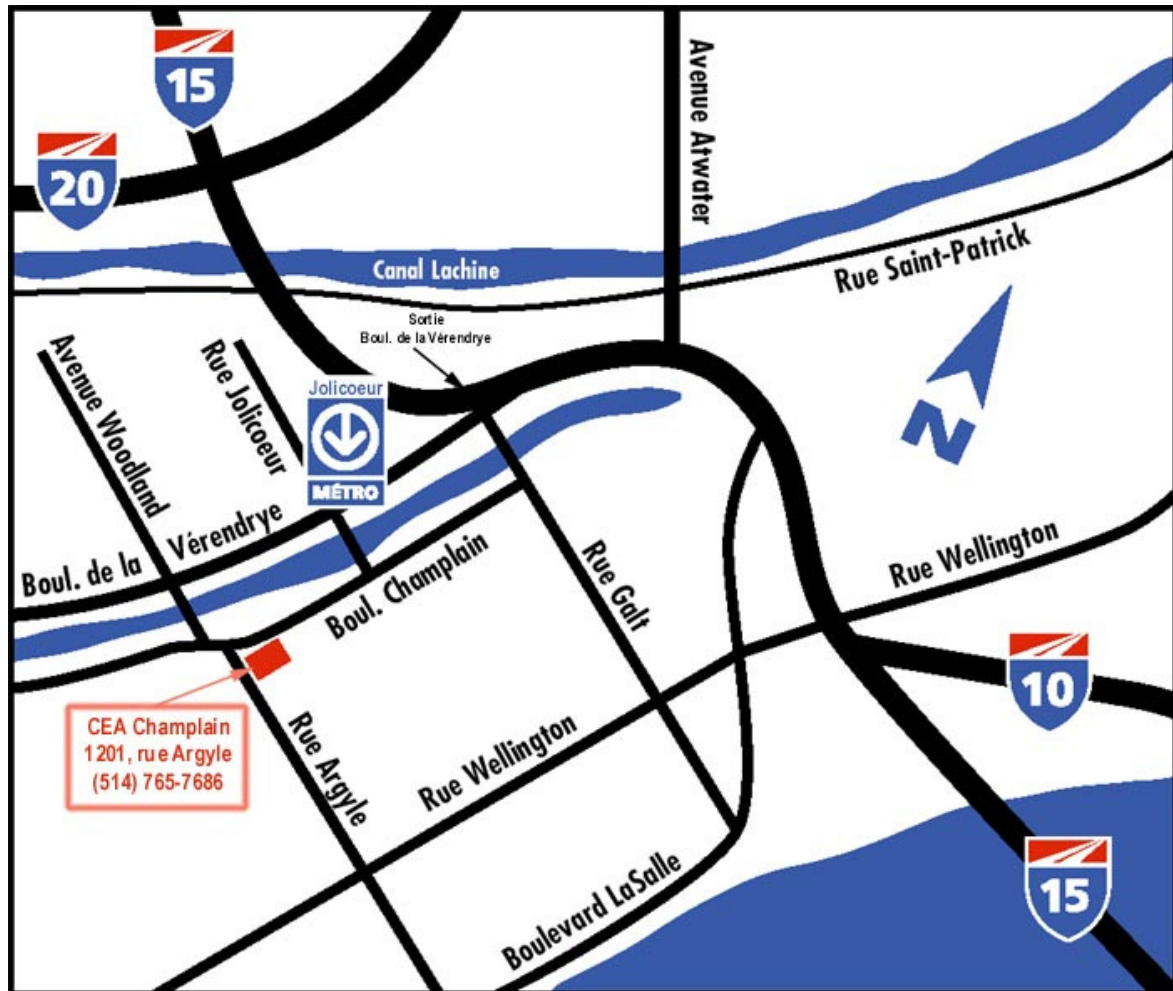 15
20
Avenue Atwater
Canal Lachine
Rue Saint-Patrick
Sortie
Boul. de la Vérendrye
Avenue Woodland
Rue Jolicoeur
Jolicoeur
MÉTRO
N
Boul. de la Vérendrye
Boul. Champlain
Rue Galt
Rue Wellington
10
CEA Champlain
1201, rue Argyle
(514) 765-7686
Rue Argyle
Rue Wellington
Boulevard LaSalle
15